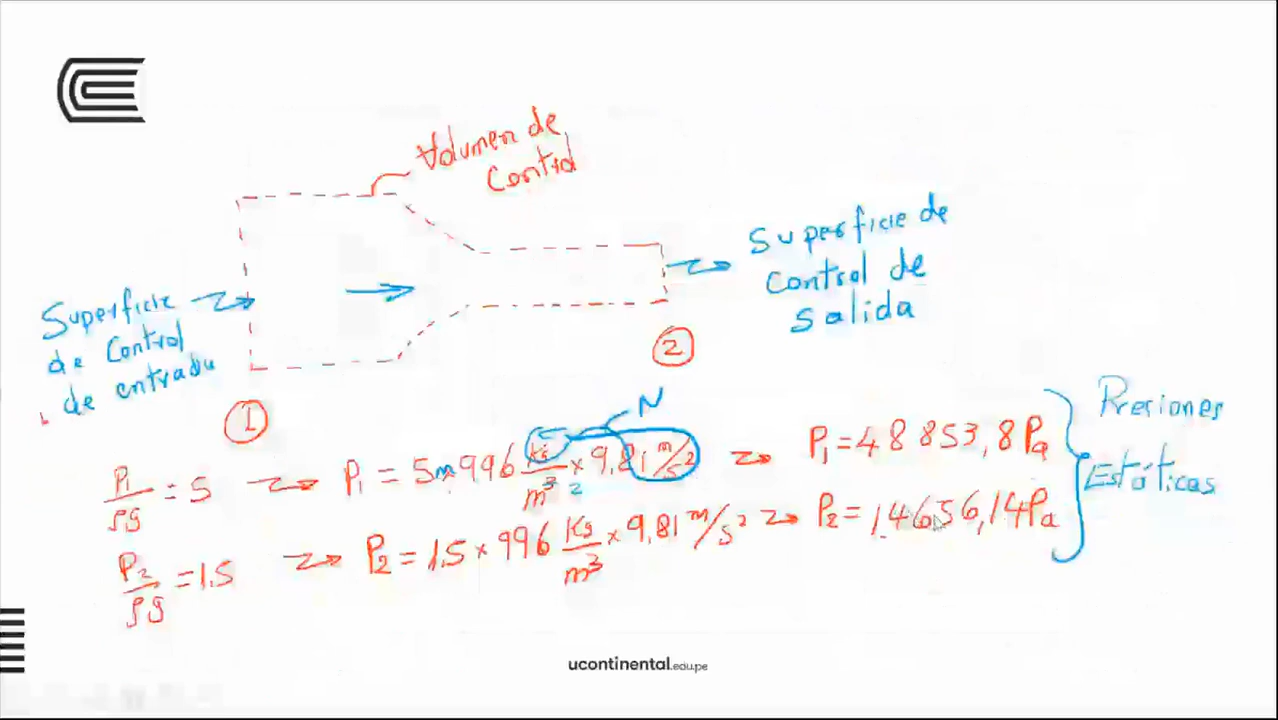 Volumen de
Control
Superficie de
control de
salida
Superficie
de Control
de entrada
1
2
N
P1/ρg = 5 → P1 = 5m × 996 Kg/m³ × 9,81 m/s² → P1 = 48853,8 Pa
P2/ρg = 1.5 → P2 = 1.5 × 996 Kg/m³ × 9,81 m/s² → P2 = 14656,14 Pa
Presiones
Estáticas
ucontinental.edu.pe